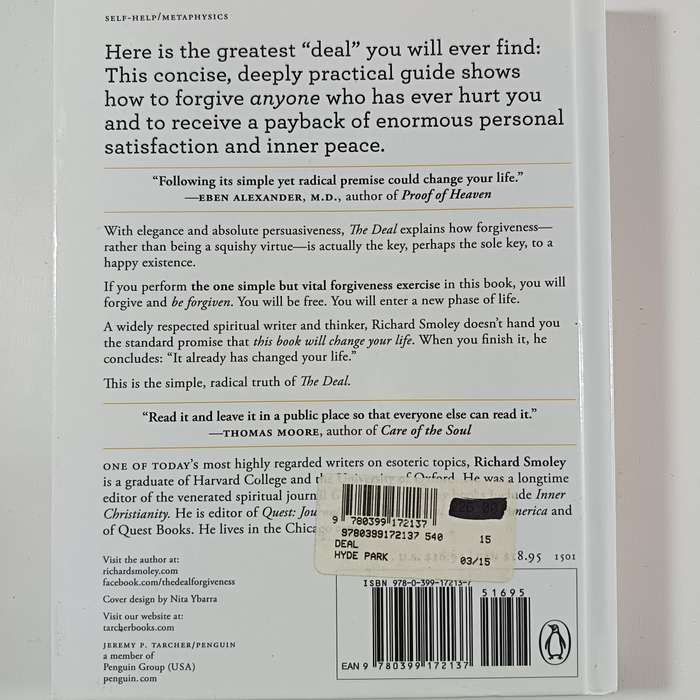 SELF-HELP/METAPHYSICS
Here is the greatest “deal” you will ever find:
This concise, deeply practical guide shows
how to forgive anyone who has ever hurt you
and to receive a payback of enormous personal
satisfaction and inner peace.
“Following its simple yet radical premise could change your life.”
—EBEN ALEXANDER, M.D., author of Proof of Heaven
With elegance and absolute persuasiveness, The Deal explains how forgiveness—
rather than being a squishy virtue—is actually the key, perhaps the sole key, to a
happy existence.
If you perform the one simple but vital forgiveness exercise in this book, you will
forgive and be forgiven. You will be free. You will enter a new phase of life.
A widely respected spiritual writer and thinker, Richard Smoley doesn’t hand you
the standard promise that this book will change your life. When you finish it, he
concludes: “It already has changed your life.”
This is the simple, radical truth of The Deal.
“Read it and leave it in a public place so that everyone else can read it.”
—THOMAS MOORE, author of Care of the Soul
ONE OF TODAY’S most highly regarded writers on esoteric topics, Richard Smoley
is a graduate of Harvard College and the University of Oxford. He was a longtime
editor of the venerated spiritual journal Inner
Christianity. He is editor of Quest: and
of Quest Books. He lives in the
9 780399 172137
9780399172137 540 15
DEAL
HYDE PARK 03/15
8.95 1501
Visit the author at:
richardsmoley.com
facebook.com/thedealforgiveness
Cover design by Nita Ybarra
Visit our website at:
tarcherbooks.com
JEREMY P. TARCHER/PENGUIN
a member of
Penguin Group (USA)
penguin.com
ISBN 978-0-399-17213-7
51695
EAN 9 780399 172137